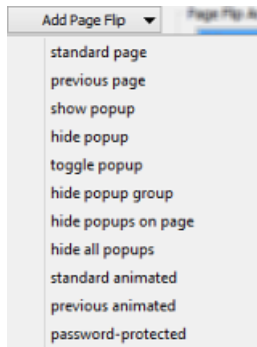 Add Page Flip
standard page
previous page
show popup
hide popup
toggle popup
hide popup group
hide popups on page
hide all popups
standard animated
previous animated
password-protected